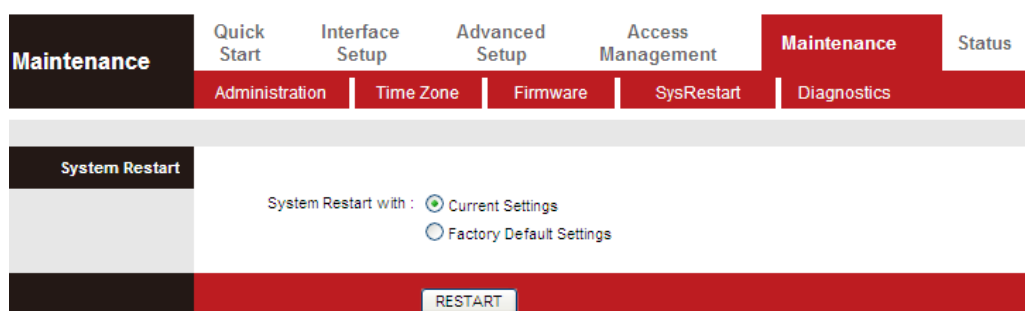 Maintenance
Quick Start
Interface Setup
Advanced Setup
Access Management
Maintenance
Status
Administration
Time Zone
Firmware
SysRestart
Diagnostics
System Restart
System Restart with : Current Settings
Factory Default Settings
RESTART